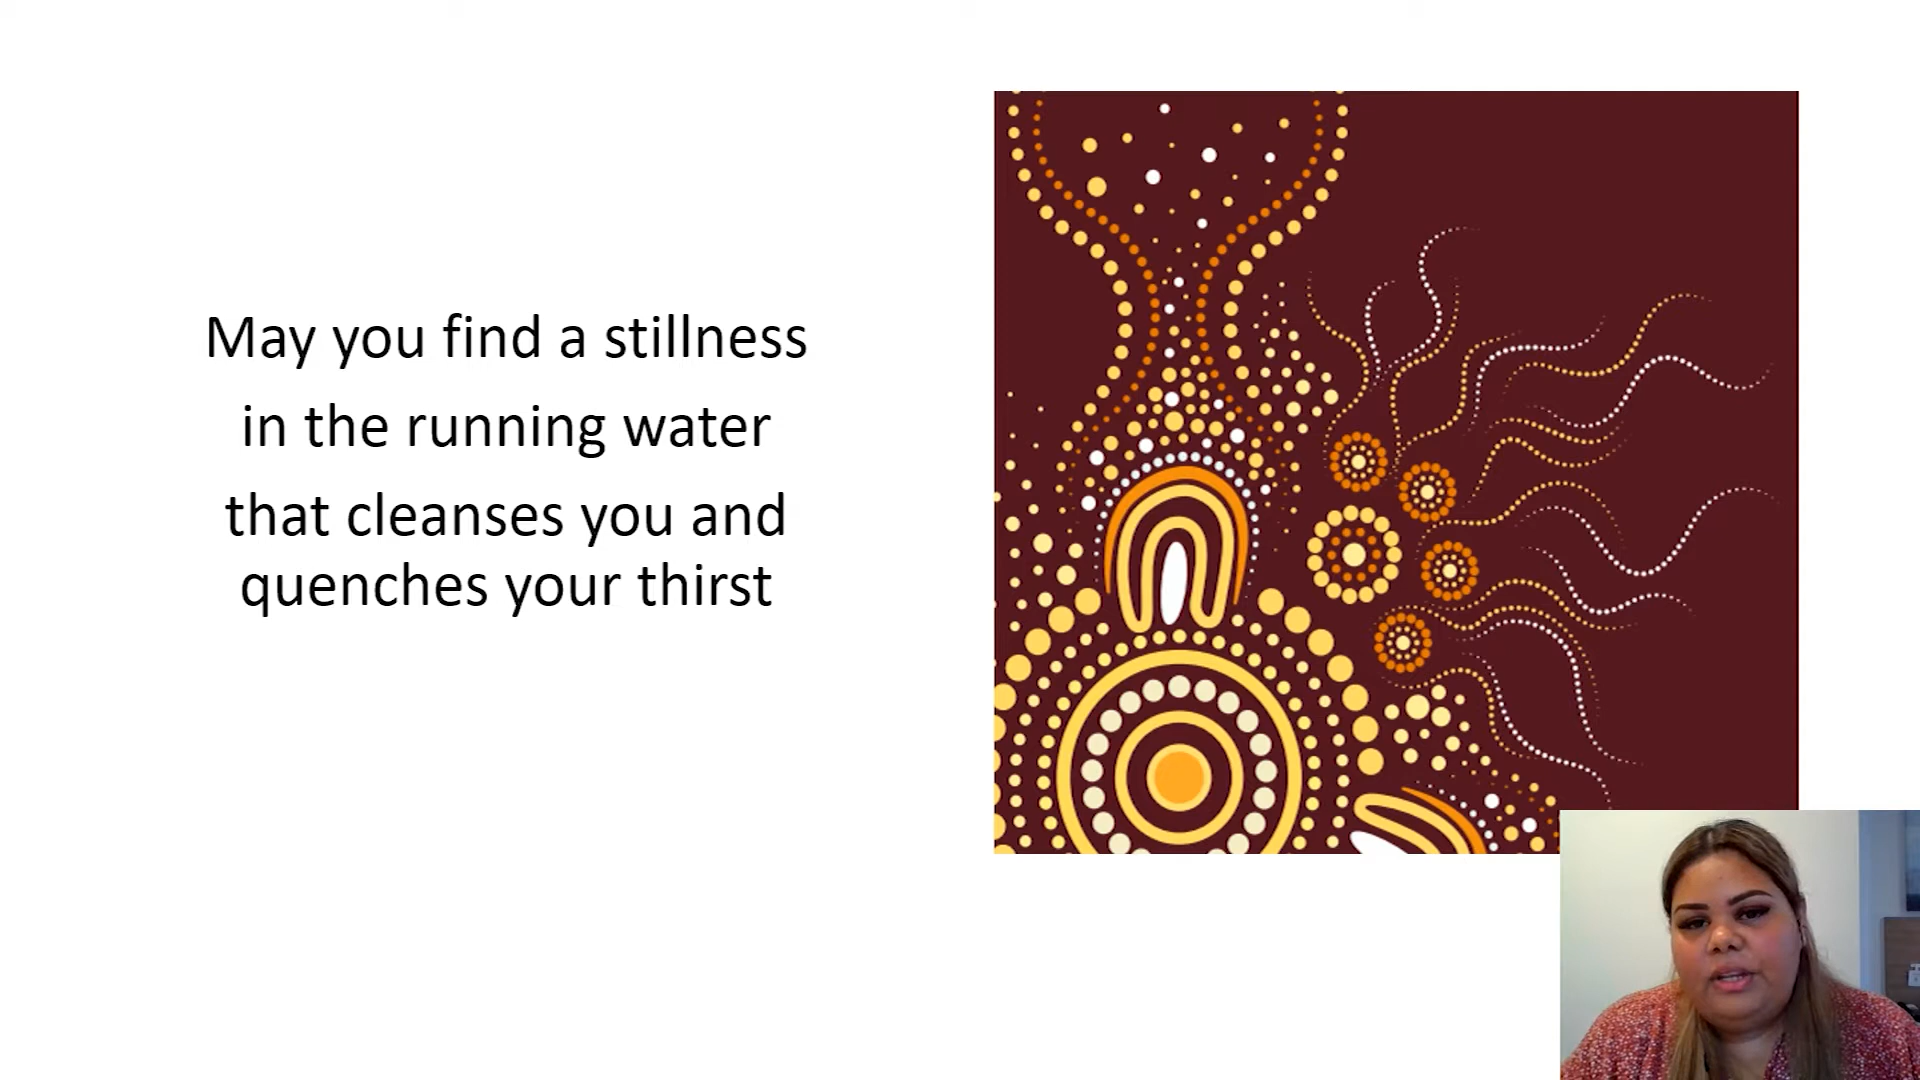 May you find a stillness
in the running water
that cleanses you and
quenches your thirst